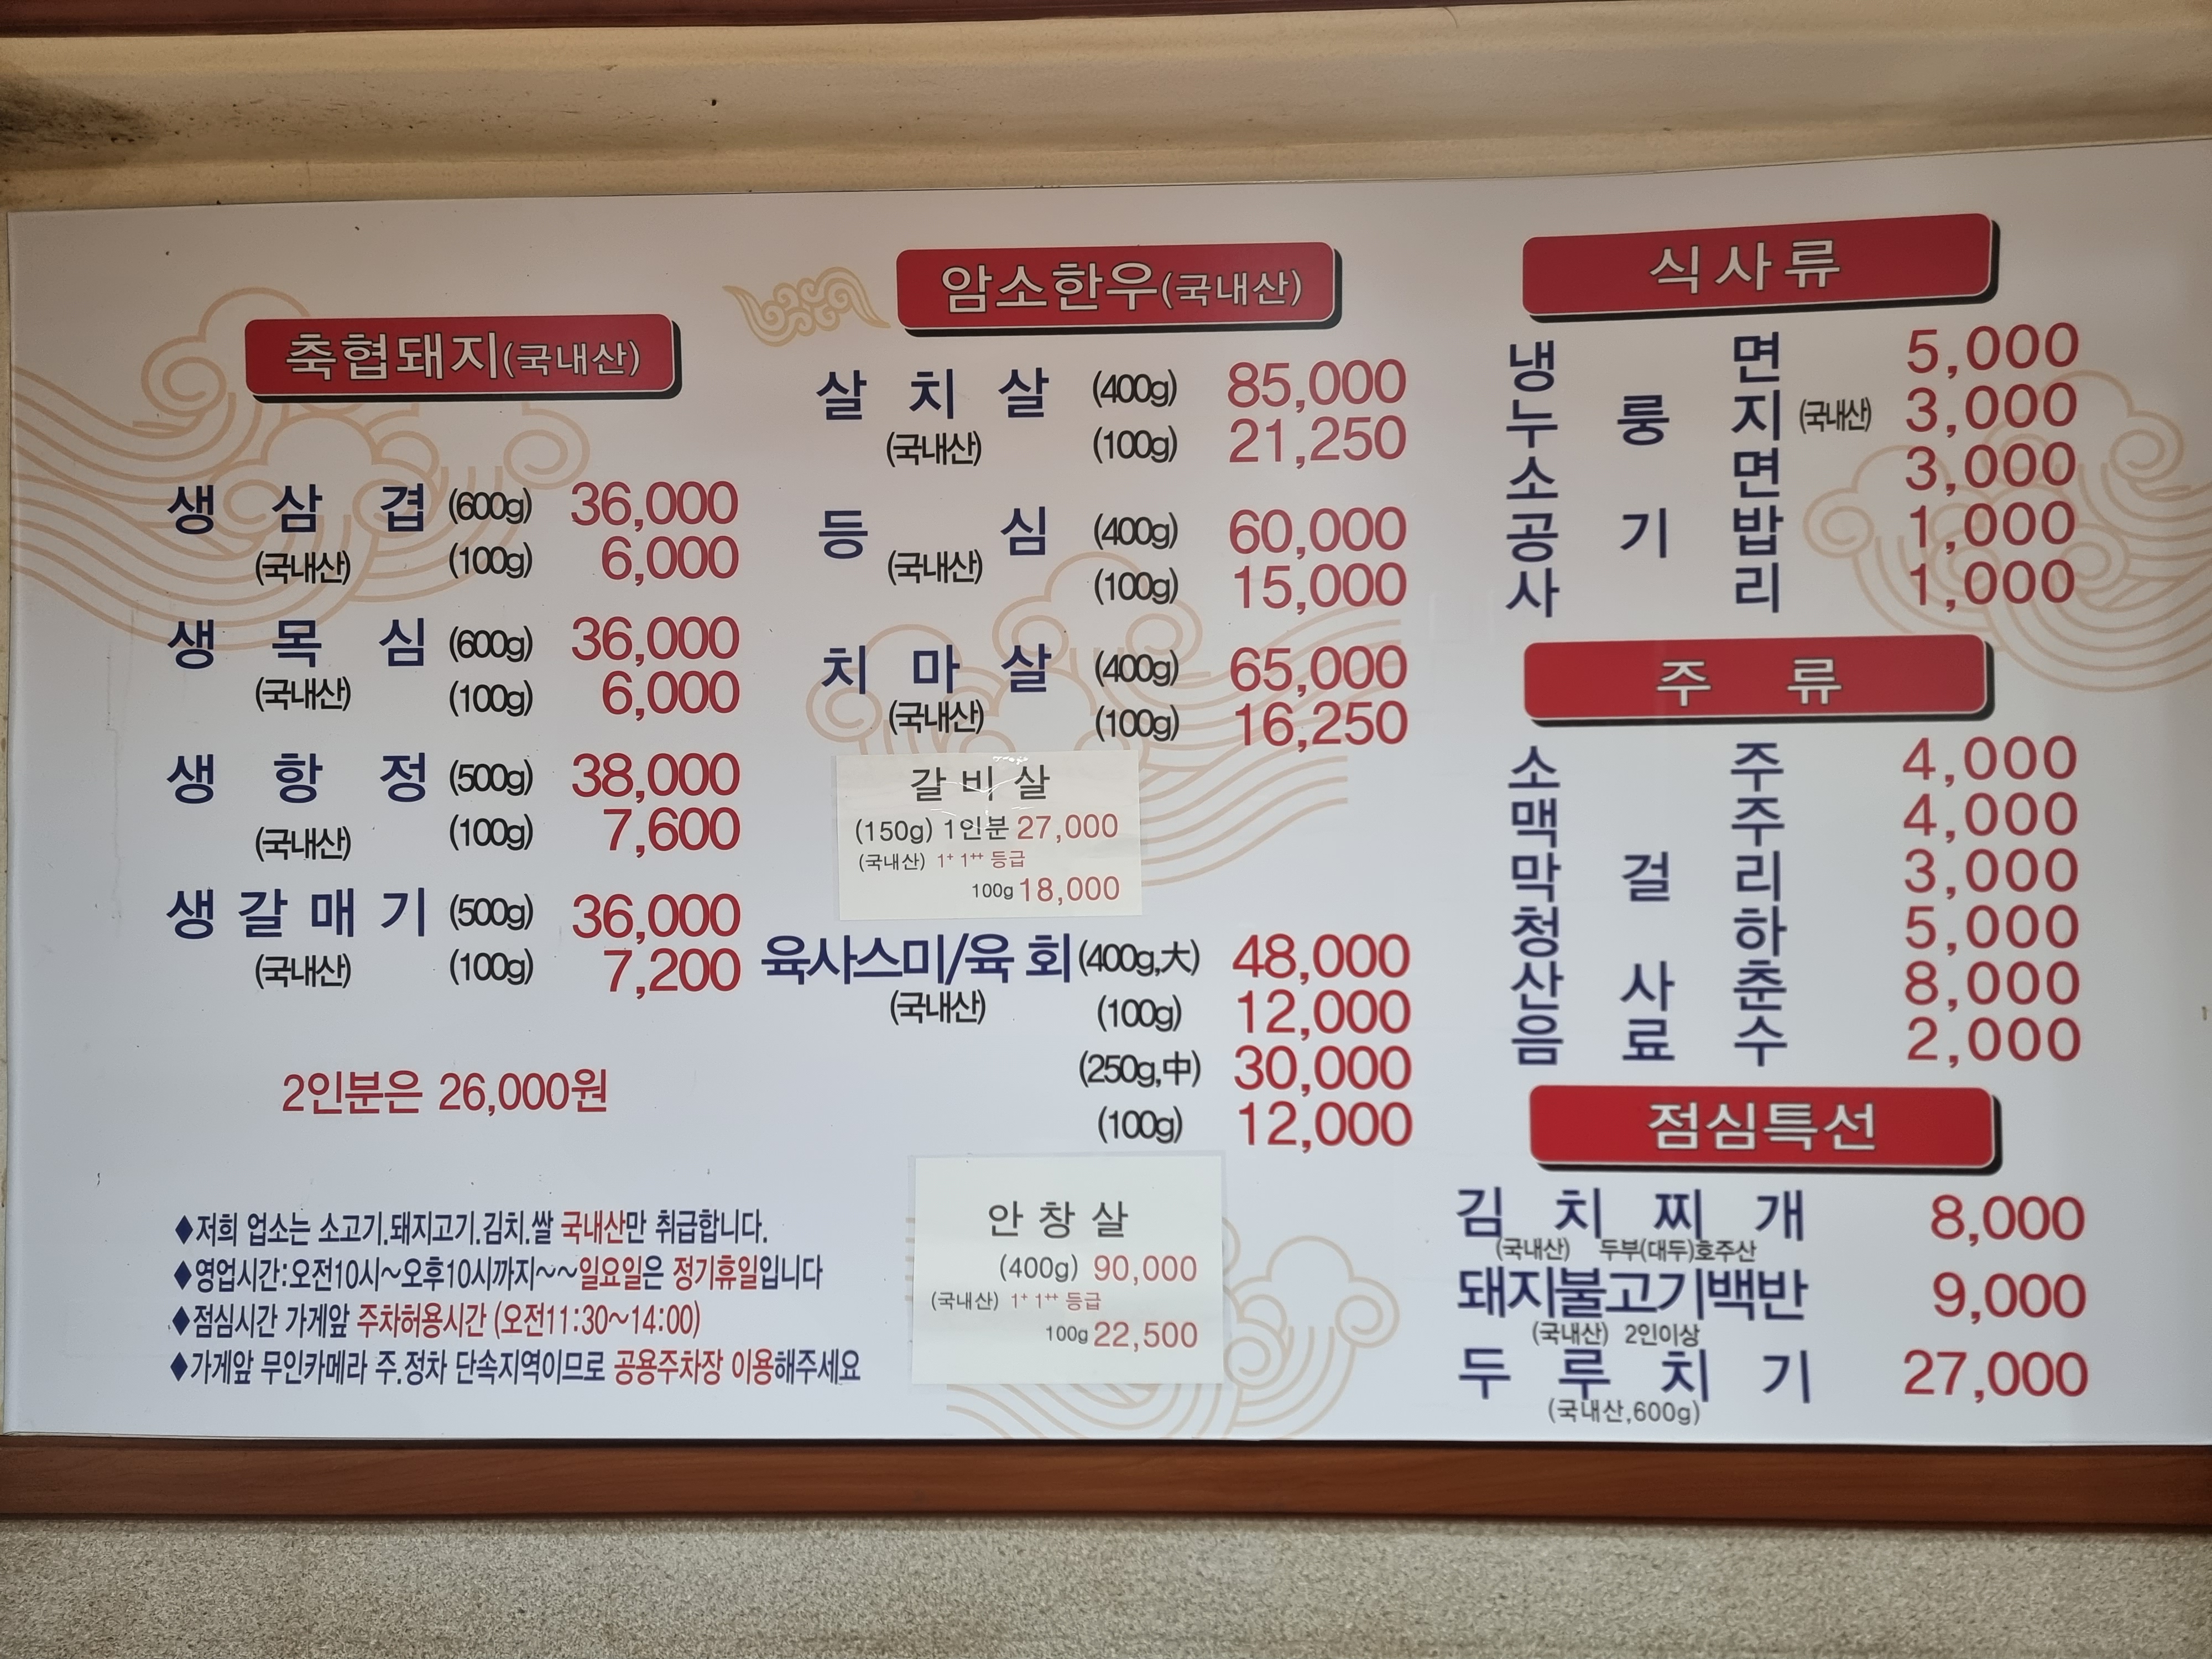 축협돼지(국내산)
생 삼 겹 (600g) 36,000
(국내산) (100g) 6,000
생 목 심 (600g) 36,000
(국내산) (100g) 6,000
생 항 정 (500g) 38,000
(국내산) (100g) 7,600
생 갈 매 기 (500g) 36,000
(국내산) (100g) 7,200
2인분은 26,000원
◆저희 업소는 소고기.돼지고기.김치.쌀 국내산만 취급합니다.
◆영업시간:오전10시~오후10시까지~~일요일은 정기휴일입니다
◆점심시간 가게앞 주차허용시간 (오전11:30~14:00)
◆가게앞 무인카메라 주.정차 단속지역이므로 공용주차장 이용해주세요
암소한우(국내산)
살 치 살 (400g) 85,000
(국내산) (100g) 21,250
등 심 (400g) 60,000
(국내산) (100g) 15,000
치 마 살 (400g) 65,000
(국내산) (100g) 16,250
갈 비 살
(150g) 1인분 27,000
(국내산) 1⁺ 1⁺⁺ 등급
100g 18,000
육사스미/육 회 (400g,大) 48,000
(국내산) (100g) 12,000
(250g,中) 30,000
(100g) 12,000
안 창 살
(400g) 90,000
(국내산) 1⁺ 1⁺⁺ 등급
100g 22,500
식 사 류
냉 면 5,000
누 룽 지 (국내산) 3,000
소 면 3,000
공 기 밥 1,000
사 리 1,000
주 류
소 주 4,000
맥 주 4,000
막 걸 리 3,000
청 하 5,000
산 사 춘 8,000
음 료 수 2,000
점심특선
김 치 찌 개 8,000
(국내산) 두부(대두)호주산
돼지불고기백반 9,000
(국내산) 2인이상
두 루 치 기 27,000
(국내산,600g)